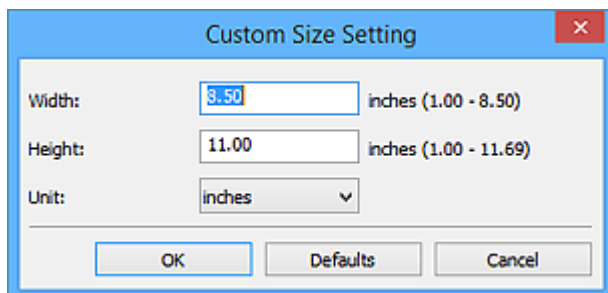 Custom Size Setting
Width: 8.50 inches (1.00 - 8.50)
Height: 11.00 inches (1.00 - 11.69)
Unit: inches
OK Defaults Cancel